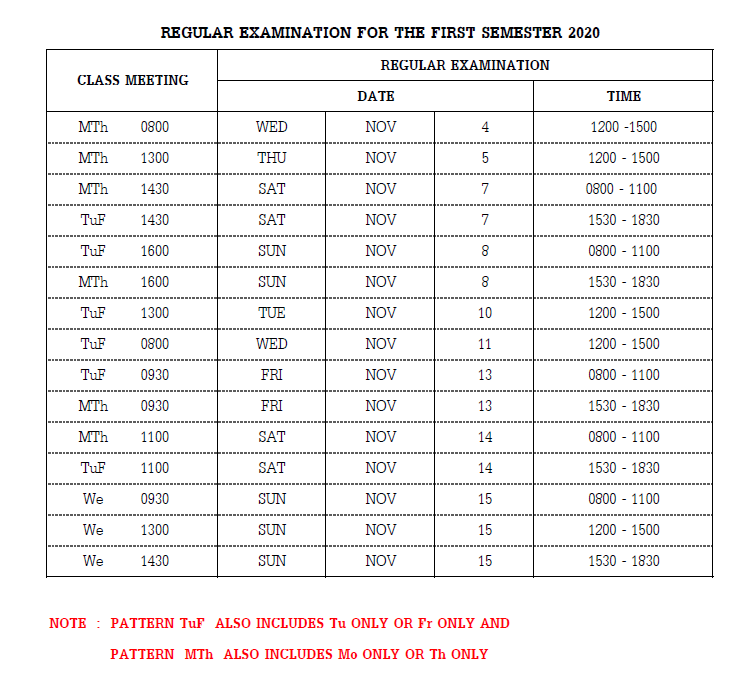 REGULAR EXAMINATION FOR THE FIRST SEMESTER 2020
CLASS MEETING
REGULAR EXAMINATION
DATE TIME
MTh 0800 WED NOV 4 1200 -1500
MTh 1300 THU NOV 5 1200 - 1500
MTh 1430 SAT NOV 7 0800 - 1100
TuF 1430 SAT NOV 7 1530 - 1830
TuF 1600 SUN NOV 8 0800 - 1100
MTh 1600 SUN NOV 8 1530 - 1830
TuF 1300 TUE NOV 10 1200 - 1500
TuF 0800 WED NOV 11 1200 - 1500
TuF 0930 FRI NOV 13 0800 - 1100
MTh 0930 FRI NOV 13 1530 - 1830
MTh 1100 SAT NOV 14 0800 - 1100
TuF 1100 SAT NOV 14 1530 - 1830
We 0930 SUN NOV 15 0800 - 1100
We 1300 SUN NOV 15 1200 - 1500
We 1430 SUN NOV 15 1530 - 1830
NOTE : PATTERN TuF ALSO INCLUDES Tu ONLY OR Fr ONLY AND
PATTERN MTh ALSO INCLUDES Mo ONLY OR Th ONLY